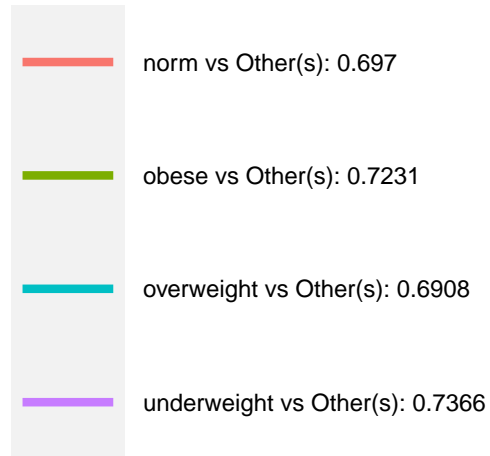 norm vs Other(s): 0.697
obese vs Other(s): 0.7231
overweight vs Other(s): 0.6908
underweight vs Other(s): 0.7366